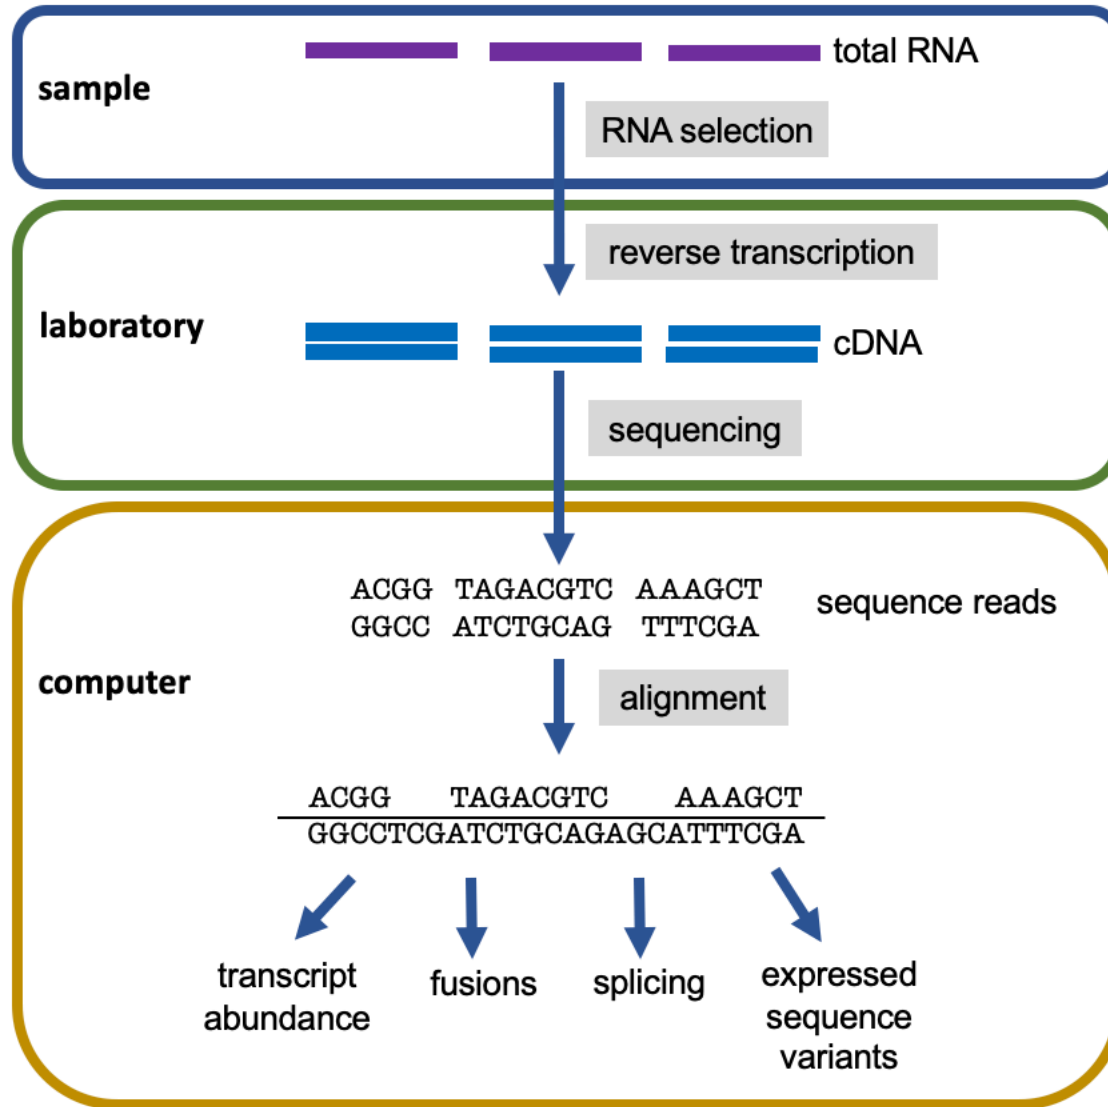 total RNA
sample
RNA selection
reverse transcription
laboratory
cDNA
sequencing
ACGG TAGACGTC AAAGCT
GGCC ATCTGCAG TTTCGA
sequence reads
computer
alignment
ACGG TAGACGTC AAAGCT
GGCCTCGATCTGCAGAGCATTTCGA
transcript
abundance
fusions
splicing
expressed
sequence
variants